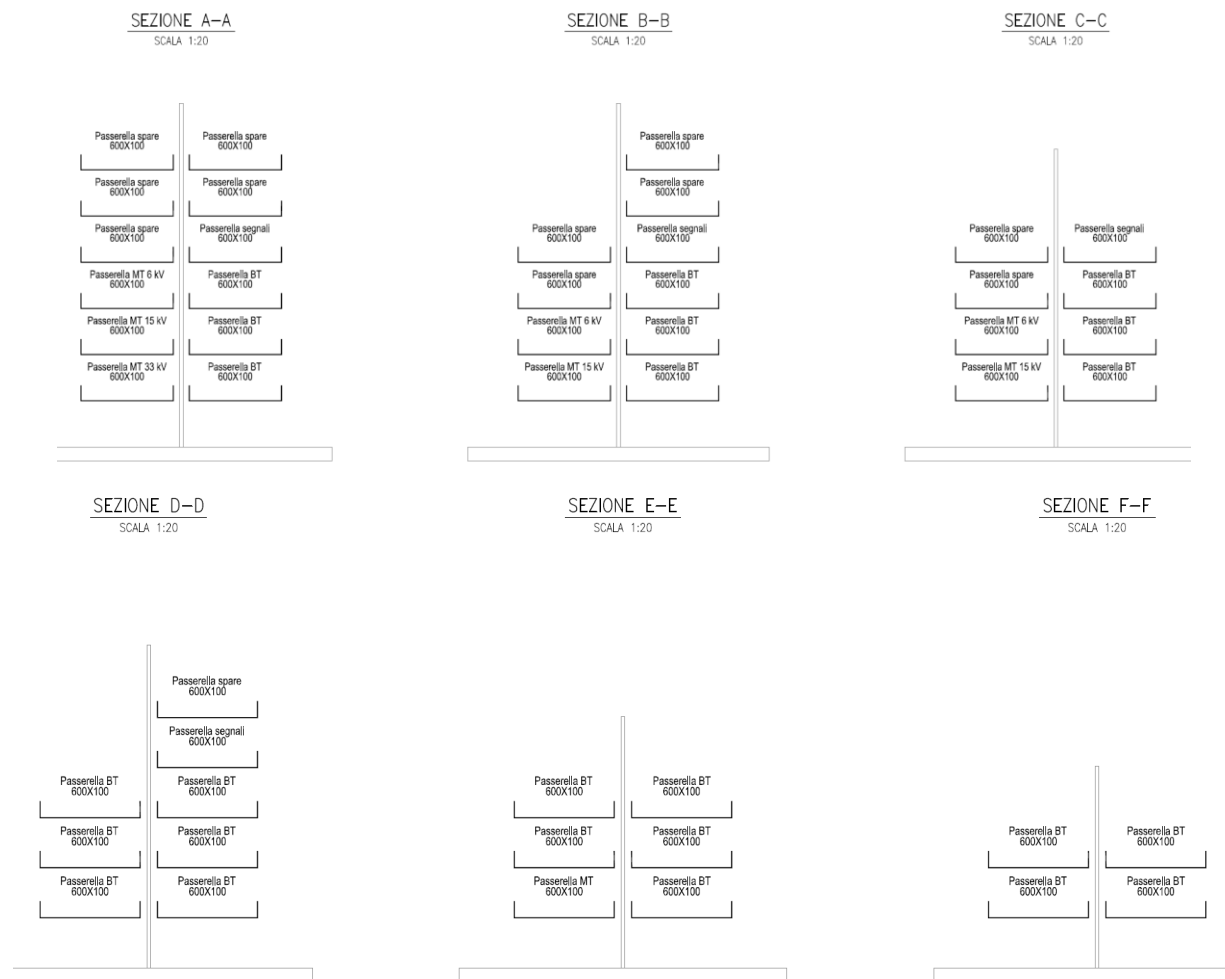 SEZIONE A-A
SCALA 1:20
Passerella spare
600X100
Passerella spare
600X100
Passerella spare
600X100
Passerella MT 6 kV
600X100
Passerella MT 15 kV
600X100
Passerella MT 33 kV
600X100
Passerella spare
600X100
Passerella spare
600X100
Passerella segnali
600X100
Passerella BT
600X100
Passerella BT
600X100
Passerella BT
600X100
SEZIONE B-B
SCALA 1:20
Passerella spare
600X100
Passerella spare
600X100
Passerella MT 6 kV
600X100
Passerella MT 15 kV
600X100
Passerella spare
600X100
Passerella spare
600X100
Passerella segnali
600X100
Passerella BT
600X100
Passerella BT
600X100
Passerella BT
600X100
SEZIONE C-C
SCALA 1:20
Passerella spare
600X100
Passerella spare
600X100
Passerella MT 6 kV
600X100
Passerella MT 15 kV
600X100
Passerella segnali
600X100
Passerella BT
600X100
Passerella BT
600X100
Passerella BT
600X100
SEZIONE D-D
SCALA 1:20
Passerella BT
600X100
Passerella BT
600X100
Passerella BT
600X100
Passerella spare
600X100
Passerella segnali
600X100
Passerella BT
600X100
Passerella BT
600X100
Passerella BT
600X100
SEZIONE E-E
SCALA 1:20
Passerella BT
600X100
Passerella BT
600X100
Passerella MT
600X100
Passerella BT
600X100
Passerella BT
600X100
Passerella BT
600X100
SEZIONE F-F
SCALA 1:20
Passerella BT
600X100
Passerella BT
600X100
Passerella BT
600X100
Passerella BT
600X100